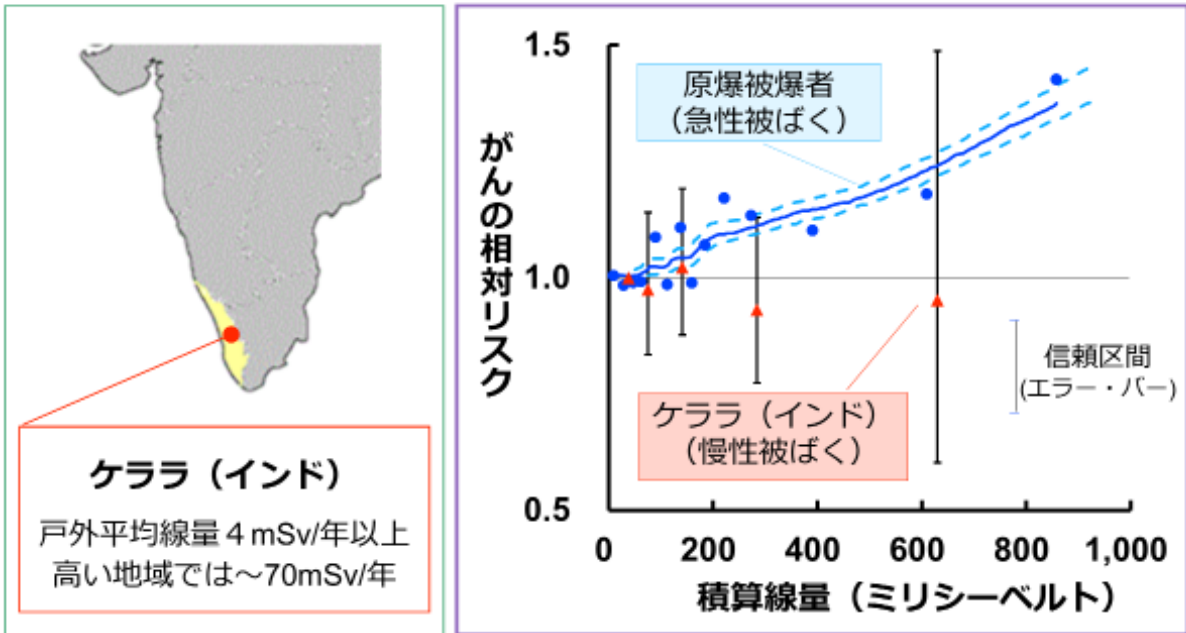 ケララ（インド）
戸外平均線量４mSv/年以上
高い地域では～70mSv/年
がんの相対リスク
1.5
1.0
0.5
原爆被爆者
（急性被ばく）
ケララ（インド）
（慢性被ばく）
信頼区間
(エラー・バー)
0
200
400
600
800
1,000
積算線量（ミリシーベルト）